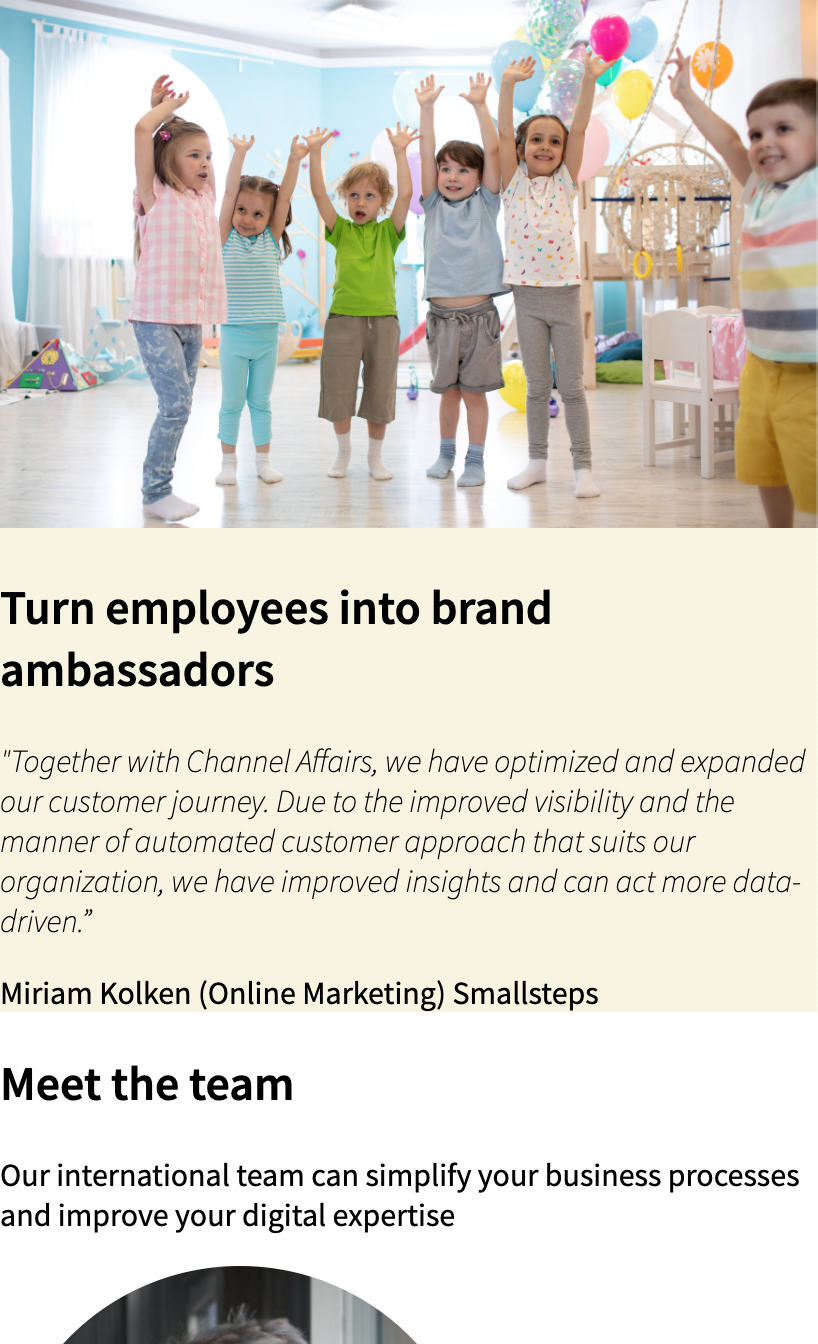 Turn employees into brand
ambassadors
"Together with Channel Affairs, we have optimized and expanded
our customer journey. Due to the improved visibility and the
manner of automated customer approach that suits our
organization, we have improved insights and can act more data-
driven.”
Miriam Kolken (Online Marketing) Smallsteps
Meet the team
Our international team can simplify your business processes
and improve your digital expertise